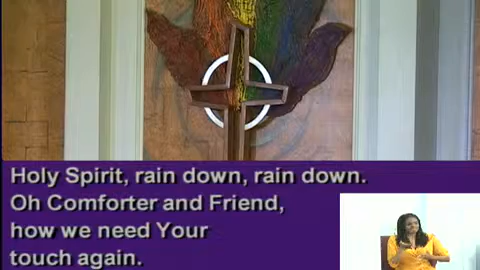 Holy Spirit, rain down, rain down.
Oh Comforter and Friend,
how we need Your
touch again.